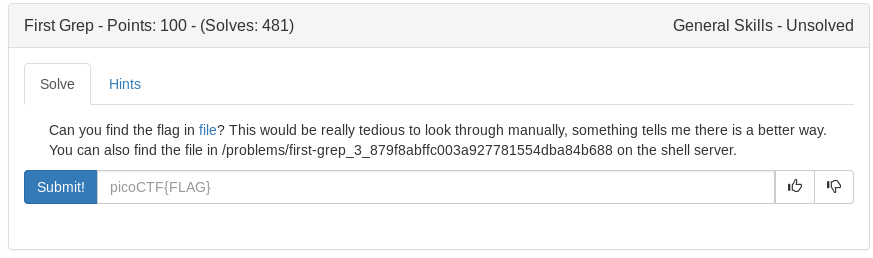 First Grep - Points: 100 - (Solves: 481)
General Skills - Unsolved
Solve
Hints
Can you find the flag in file? This would be really tedious to look through manually, something tells me there is a better way.
You can also find the file in /problems/first-grep_3_879f8abffc003a927781554dba84b688 on the shell server.
Submit!
picoCTF{FLAG}